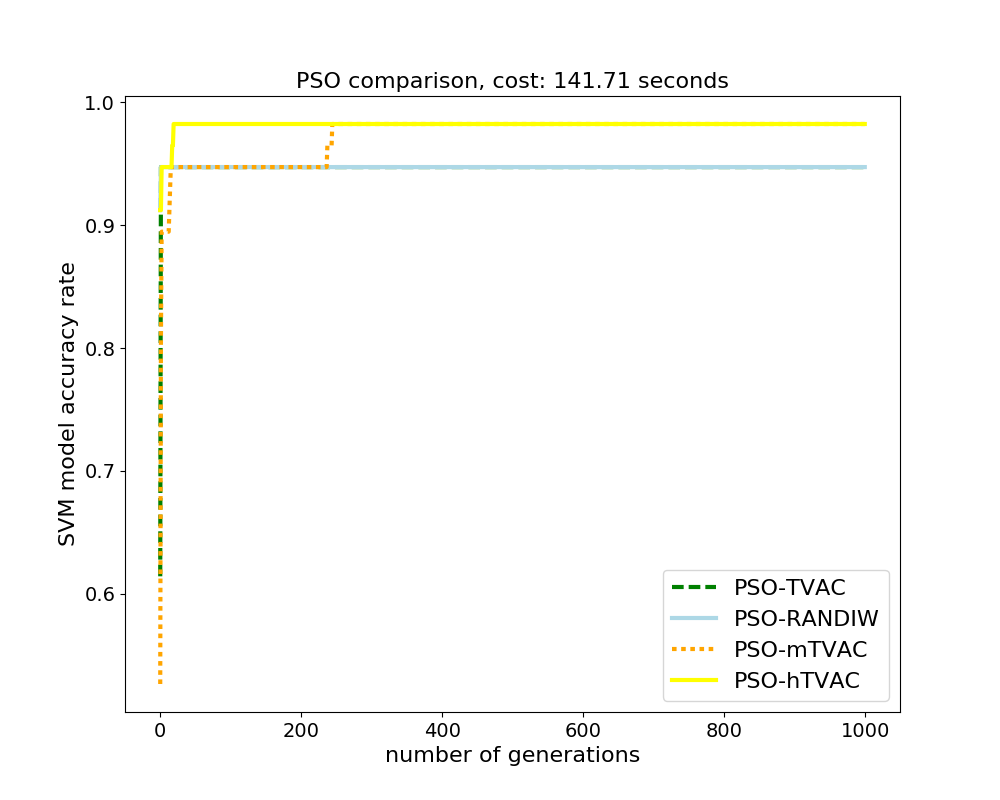 PSO comparison, cost: 141.71 seconds
1.0
0.9
0.8
0.7
0.6
SVM model accuracy rate
PSO-TVAC
PSO-RANDIW
PSO-mTVAC
PSO-hTVAC
0 200 400 600 800 1000
number of generations